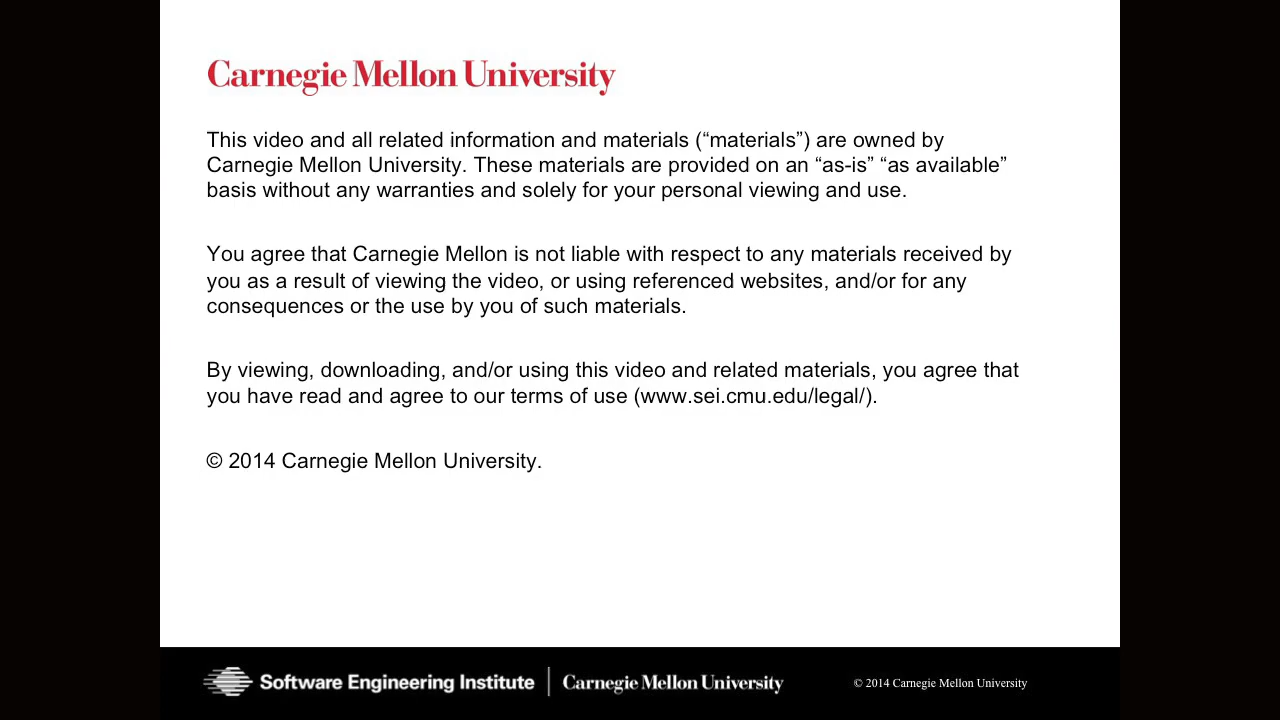 Carnegie Mellon University
This video and all related information and materials (“materials”) are owned by
Carnegie Mellon University. These materials are provided on an “as-is” “as available”
basis without any warranties and solely for your personal viewing and use.
You agree that Carnegie Mellon is not liable with respect to any materials received by
you as a result of viewing the video, or using referenced websites, and/or for any
consequences or the use by you of such materials.
By viewing, downloading, and/or using this video and related materials, you agree that
you have read and agree to our terms of use (www.sei.cmu.edu/legal/).
© 2014 Carnegie Mellon University.
Software Engineering Institute | Carnegie Mellon University
© 2014 Carnegie Mellon University